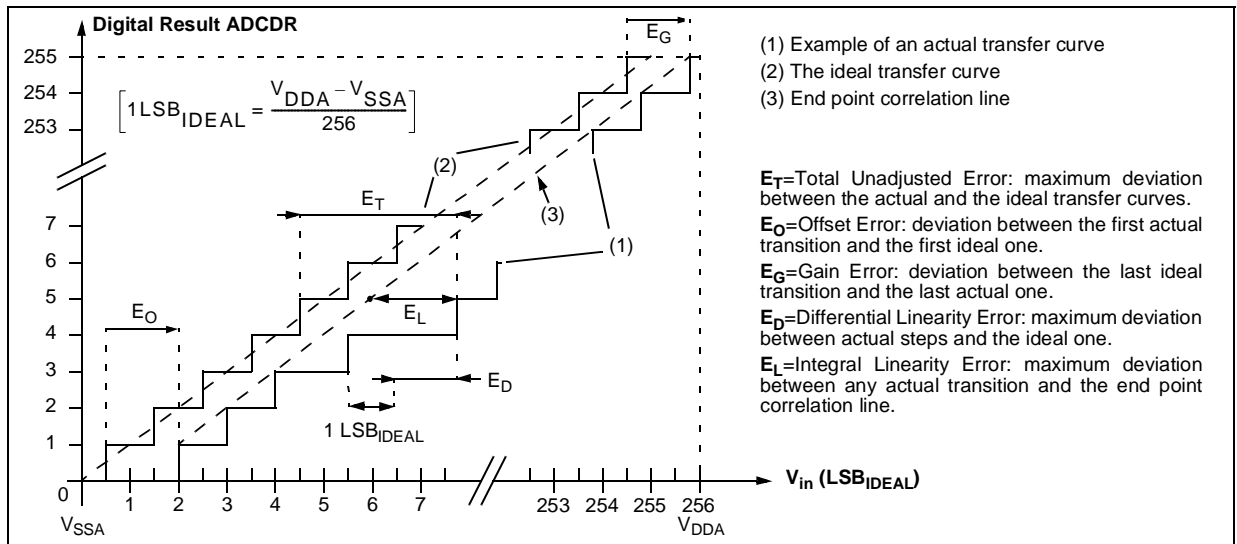 Digital Result ADCDR
E_G
(1) Example of an actual transfer curve
(2) The ideal transfer curve
(3) End point correlation line
255
254
253
1LSB_IDEAL = (V_DDA – V_SSA) / 256
(2)
E_T
(3)
(1)
7
6
5
4
3
2
1
0
E_O
E_L
E_D
1 LSB_IDEAL
E_T=Total Unadjusted Error: maximum deviation
between the actual and the ideal transfer curves.
E_O=Offset Error: deviation between the first actual
transition and the first ideal one.
E_G=Gain Error: deviation between the last ideal
transition and the last actual one.
E_D=Differential Linearity Error: maximum deviation
between actual steps and the ideal one.
E_L=Integral Linearity Error: maximum deviation
between any actual transition and the end point
correlation line.
V_in (LSB_IDEAL)
1 2 3 4 5 6 7 253 254 255 256
V_SSA V_DDA